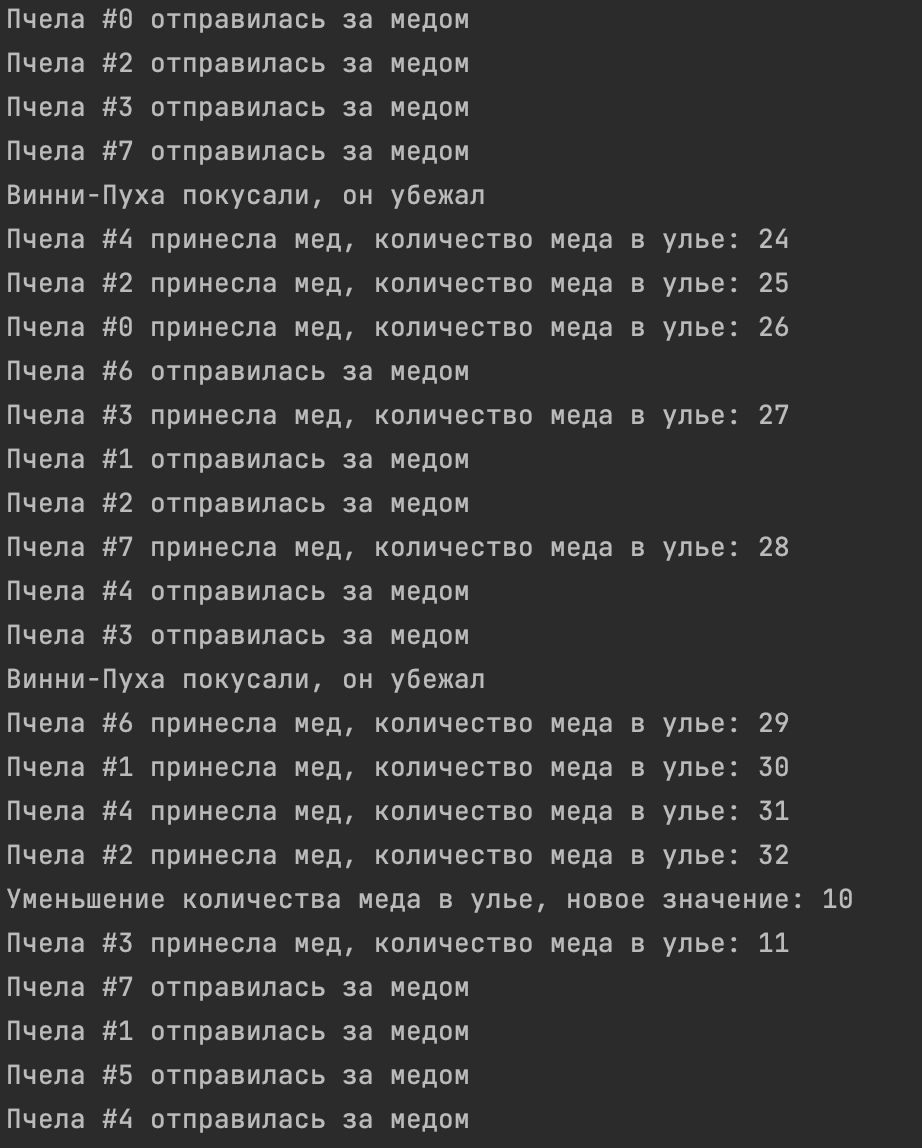 Пчела #0 отправилась за медом
Пчела #2 отправилась за медом
Пчела #3 отправилась за медом
Пчела #7 отправилась за медом
Винни-Пуха покусали, он убежал
Пчела #4 принесла мед, количество меда в улье: 24
Пчела #2 принесла мед, количество меда в улье: 25
Пчела #0 принесла мед, количество меда в улье: 26
Пчела #6 отправилась за медом
Пчела #3 принесла мед, количество меда в улье: 27
Пчела #1 отправилась за медом
Пчела #2 отправилась за медом
Пчела #7 принесла мед, количество меда в улье: 28
Пчела #4 отправилась за медом
Пчела #3 отправилась за медом
Винни-Пуха покусали, он убежал
Пчела #6 принесла мед, количество меда в улье: 29
Пчела #1 принесла мед, количество меда в улье: 30
Пчела #4 принесла мед, количество меда в улье: 31
Пчела #2 принесла мед, количество меда в улье: 32
Уменьшение количества меда в улье, новое значение: 10
Пчела #3 принесла мед, количество меда в улье: 11
Пчела #7 отправилась за медом
Пчела #1 отправилась за медом
Пчела #5 отправилась за медом
Пчела #4 отправилась за медом